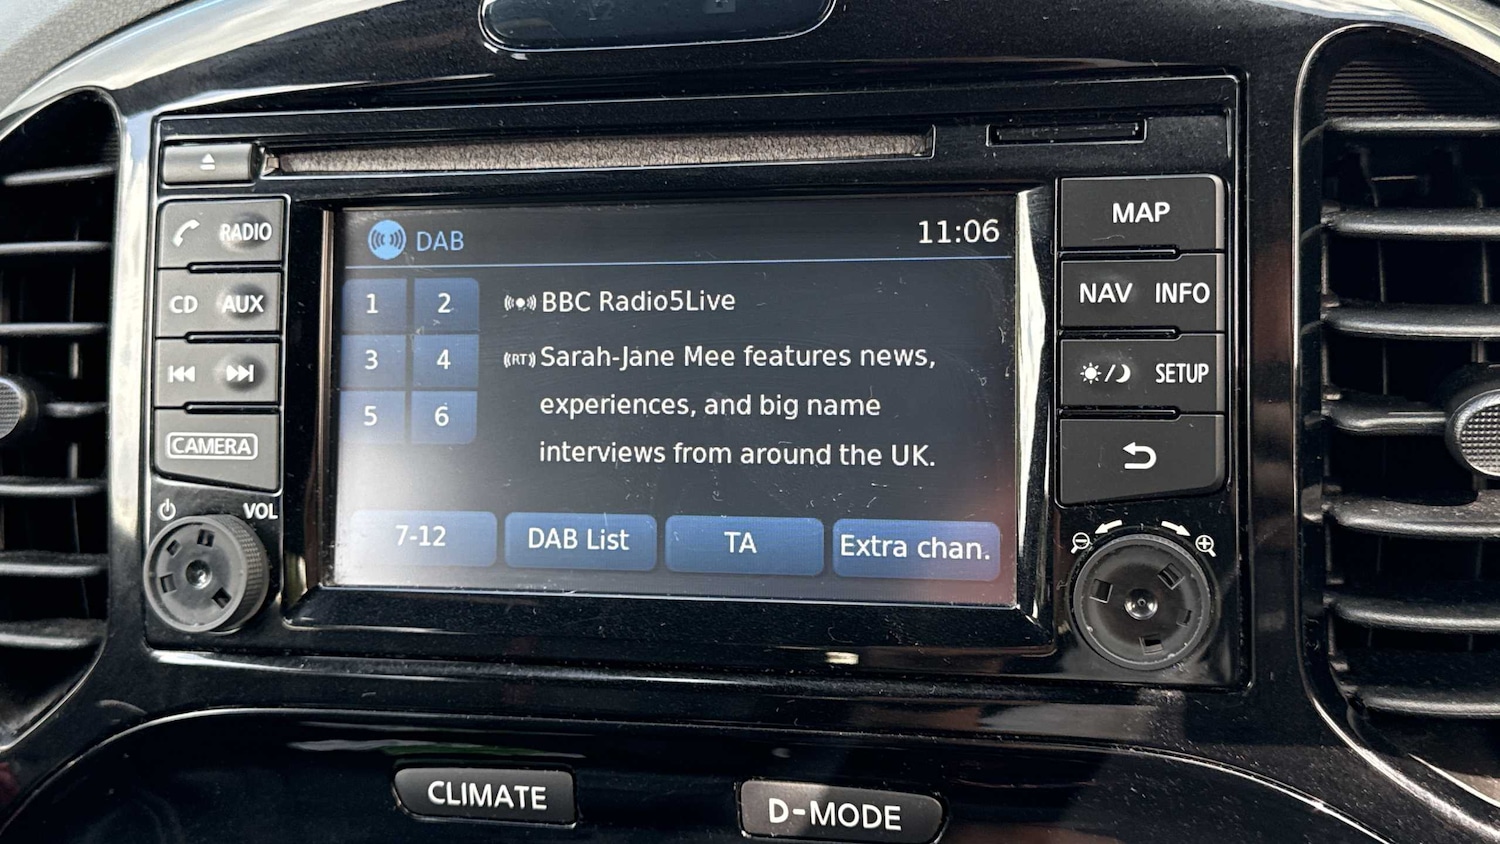 RADIO
CD AUX
CAMERA
VOL
DAB
11:06
1 2
3 4
5 6
BBC Radio5Live
(RT) Sarah-Jane Mee features news,
experiences, and big name
interviews from around the UK.
7-12 DAB List TA Extra chan.
MAP
NAV INFO
SETUP
CLIMATE
D-MODE